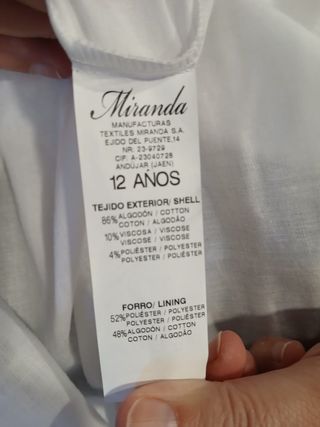 Miranda
MANUFACTURAS
TEXTILES MIRANDA S.A.
EJIDO DEL PUENTE,14
NR: 23-9729
CIF: A-23040728
ANDÚJAR (JAEN)
12 AÑOS
TEJIDO EXTERIOR/ SHELL
86% ALGODÓN / COTTON
COTON / ALGODÃO
10% VISCOSA / VISCOSE
VISCOSE / VISCOSE
4% POLIÉSTER / POLYESTER
POLYESTER / POLIÉSTER
FORRO/ LINING
52% POLIÉSTER / POLYESTER
POLYESTER / POLIÉSTER
48% ALGODÓN / COTTON
COTON / ALGODÃO